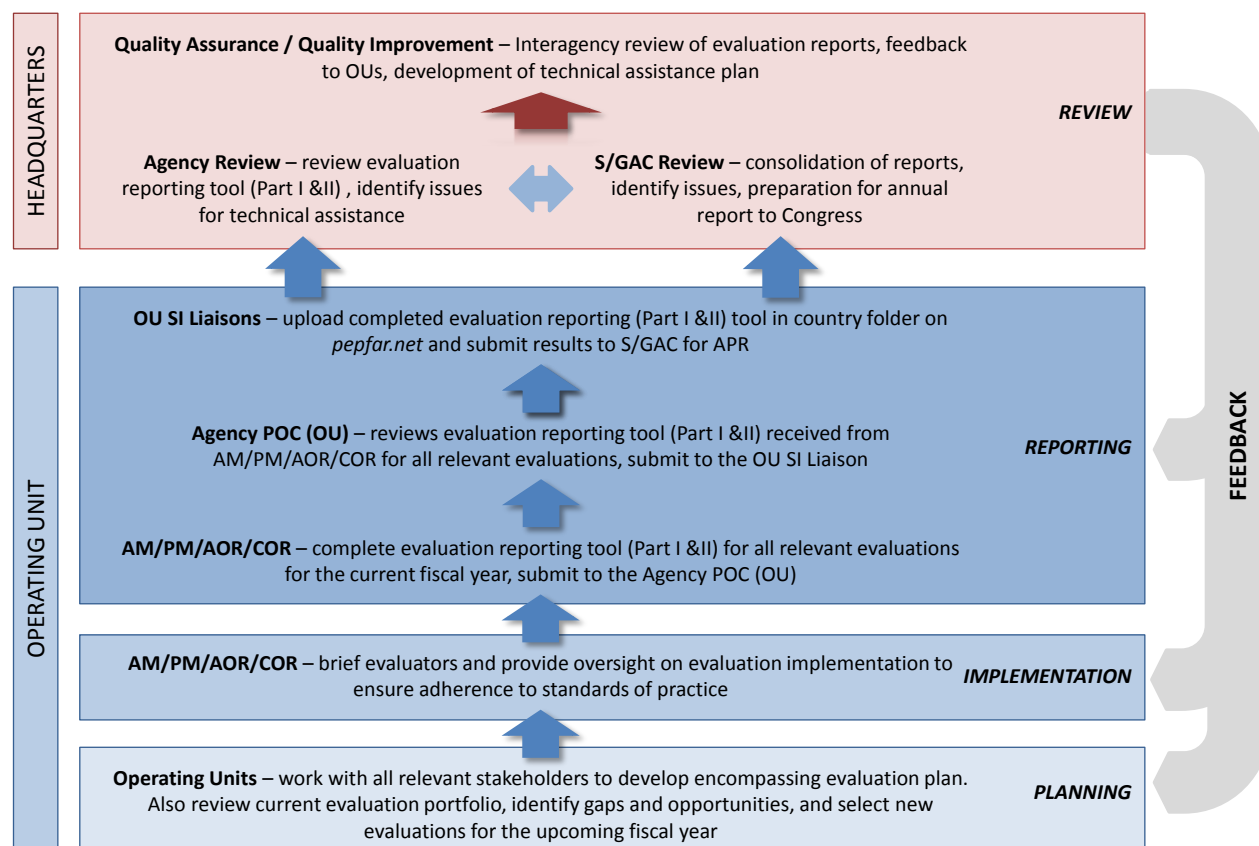 HEADQUARTERS
Quality Assurance / Quality Improvement – Interagency review of evaluation reports, feedback
to OUs, development of technical assistance plan
REVIEW
Agency Review – review evaluation
reporting tool (Part I &II) , identify issues
for technical assistance
S/GAC Review – consolidation of reports,
identify issues, preparation for annual
report to Congress
OPERATING UNIT
OU SI Liaisons – upload completed evaluation reporting (Part I &II) tool in country folder on
pepfar.net and submit results to S/GAC for APR
Agency POC (OU) – reviews evaluation reporting tool (Part I &II) received from
AM/PM/AOR/COR for all relevant evaluations, submit to the OU SI Liaison
REPORTING
AM/PM/AOR/COR – complete evaluation reporting tool (Part I &II) for all relevant evaluations
for the current fiscal year, submit to the Agency POC (OU)
AM/PM/AOR/COR – brief evaluators and provide oversight on evaluation implementation to
ensure adherence to standards of practice
IMPLEMENTATION
Operating Units – work with all relevant stakeholders to develop encompassing evaluation plan.
Also review current evaluation portfolio, identify gaps and opportunities, and select new
evaluations for the upcoming fiscal year
PLANNING
FEEDBACK